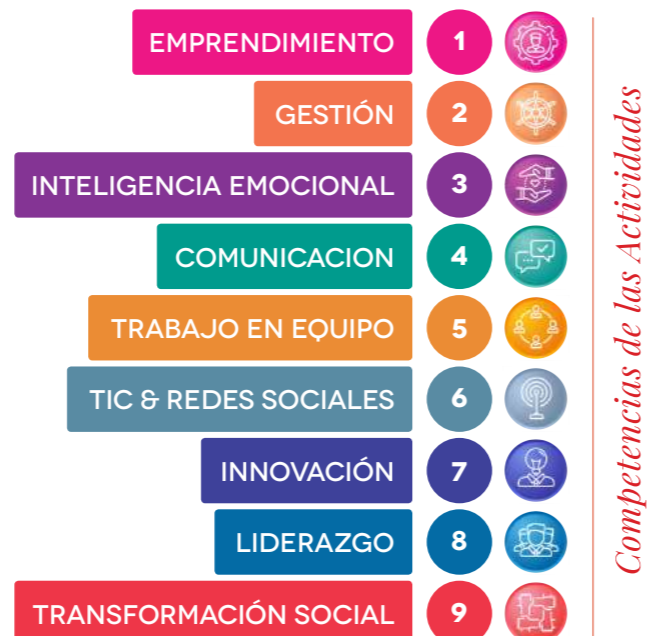 EMPRENDIMIENTO 1
GESTIÓN 2
INTELIGENCIA EMOCIONAL 3
COMUNICACION 4
TRABAJO EN EQUIPO 5
TIC & REDES SOCIALES 6
INNOVACIÓN 7
LIDERAZGO 8
TRANSFORMACIÓN SOCIAL 9
Competencias de las Actividades